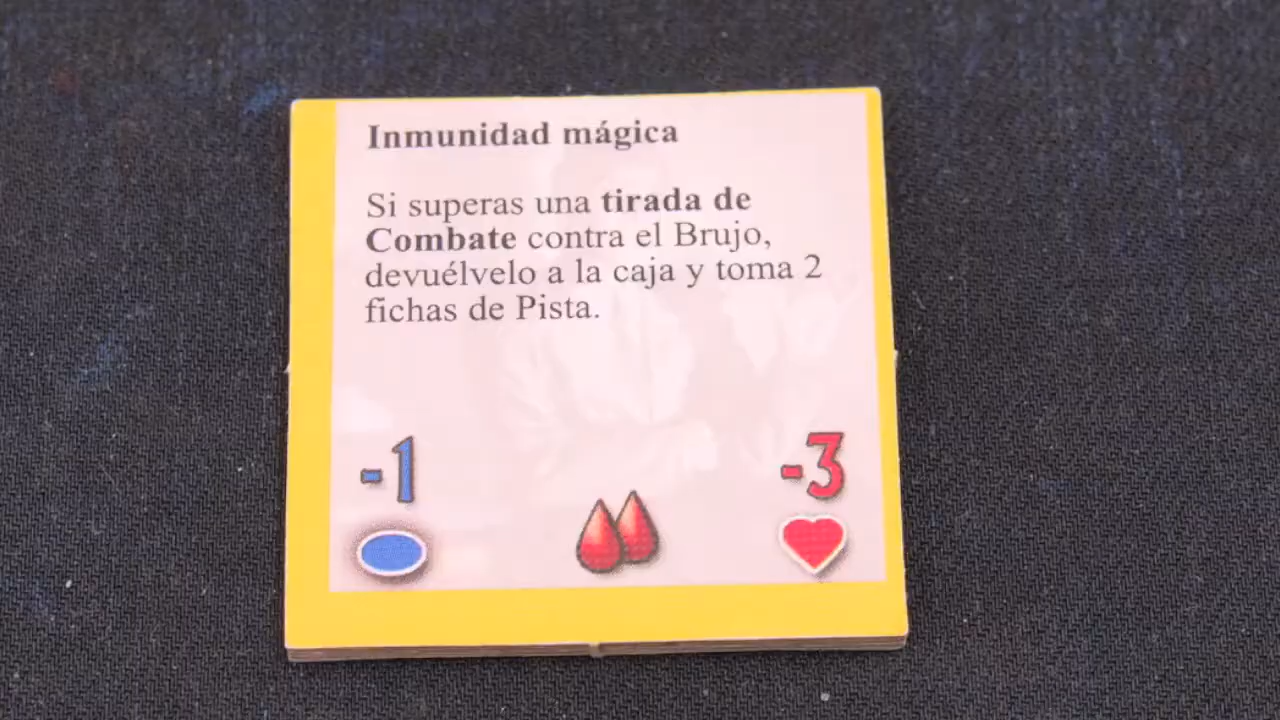 Inmunidad mágica
Si superas una tirada de
Combate contra el Brujo,
devuélvelo a la caja y toma 2
fichas de Pista.
-1
-3